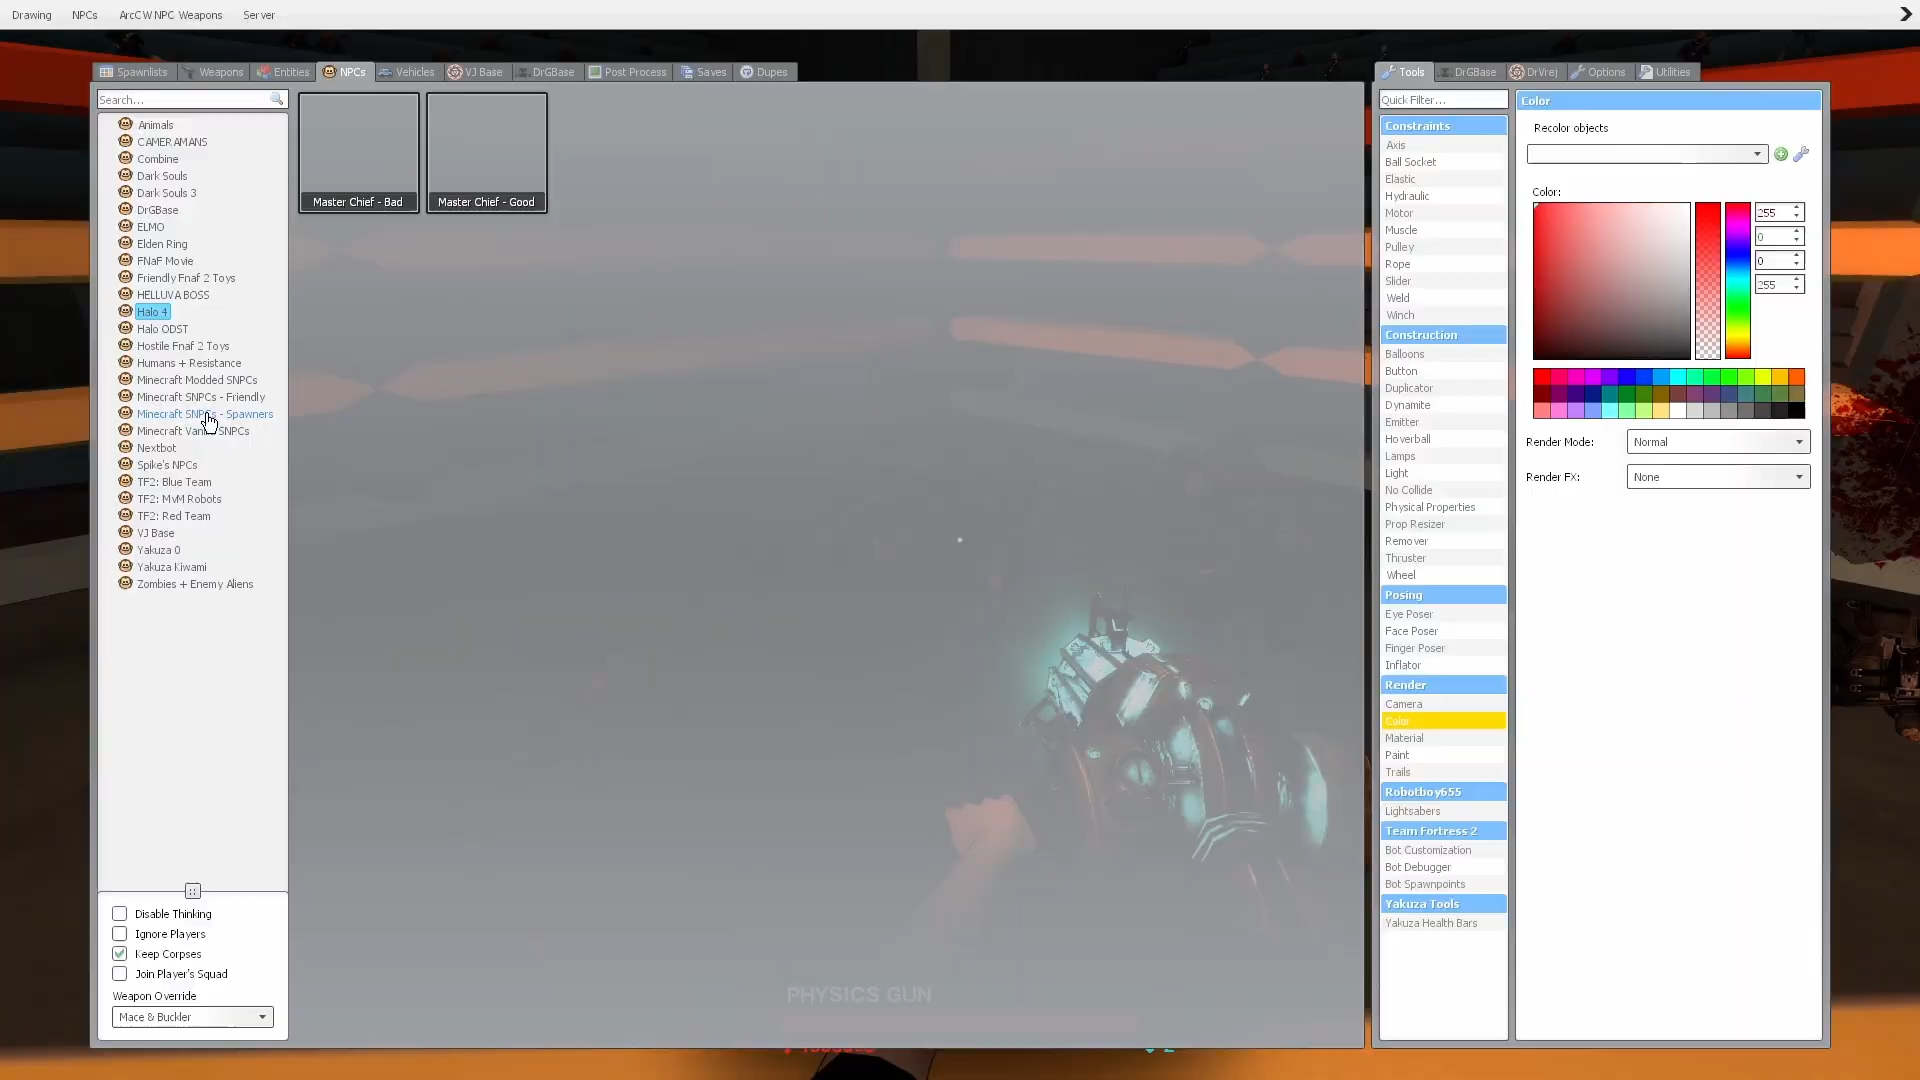 Drawing NPCs ArcCW NPC Weapons Server
Spawnlists Weapons Entities NPCs Vehicles VJ Base DrGBase Post Process Saves Dupes
Search...
Animals
CAMERAMANS
Combine
Dark Souls
Dark Souls 3
DrGBase
ELMO
Elden Ring
FNaF Movie
Friendly Fnaf 2 Toys
HELLUVA BOSS
Halo 4
Halo ODST
Hostile Fnaf 2 Toys
Humans + Resistance
Minecraft Modded SNPCs
Minecraft SNPCs - Friendly
Minecraft SNPCs - Spawners
Minecraft SNPCs
Nextbot
Spike's NPCs
TF2: Blue Team
TF2: MvM Robots
TF2: Red Team
VJ Base
Yakuza 0
Yakuza Kiwami
Zombies + Enemy Aliens
Disable Thinking
Ignore Players
Keep Corpses
Join Player's Squad
Weapon Override
Mace & Buckler
Master Chief - Bad
Master Chief - Good
PHYSICS GUN
Tools DrGBase DrVrej Options Utilities
Quick Filter...
Constraints
Axis
Ball Socket
Elastic
Hydraulic
Motor
Muscle
Pulley
Rope
Slider
Weld
Winch
Construction
Balloons
Button
Duplicator
Dynamite
Emitter
Hoverball
Lamps
Light
No Collide
Physical Properties
Prop Resizer
Remover
Thruster
Wheel
Posing
Eye Poser
Face Poser
Finger Poser
Inflator
Render
Camera
Color
Material
Paint
Trails
Robotboy655
Lightsabers
Team Fortress 2
Bot Customization
Bot Debugger
Bot Spawnpoints
Yakuza Tools
Yakuza Health Bars
Color
Recolor objects
Color:
255
0
0
255
Render Mode: Normal
Render FX: None